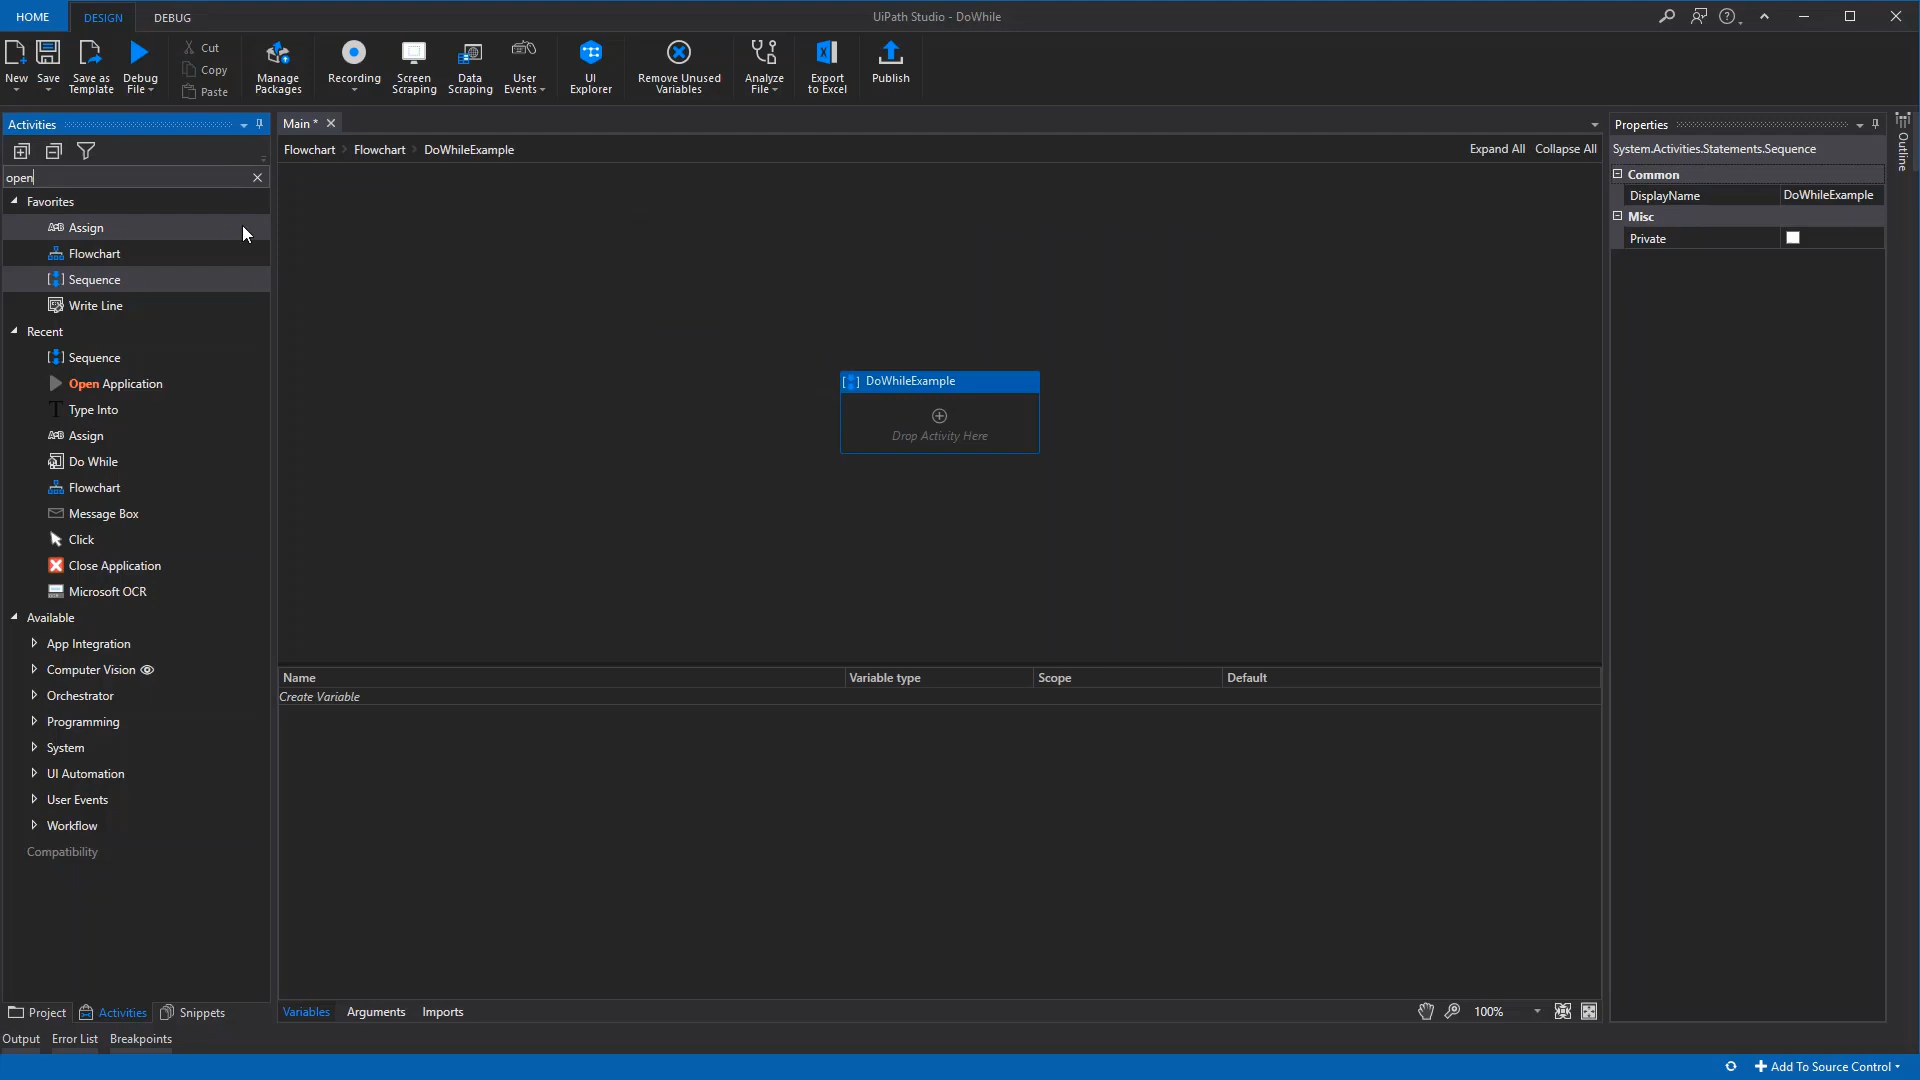 HOME DESIGN DEBUG
UiPath Studio - DoWhile
New
Save
Save as Template
Debug File
Cut
Copy
Paste
Manage Packages
Recording
Screen Scraping
Data Scraping
User Events
UI Explorer
Remove Unused Variables
Analyze File
Export to Excel
Publish
Activities
open
Favorites
Assign
Flowchart
Sequence
Write Line
Recent
Sequence
Open Application
Type Into
Assign
Do While
Flowchart
Message Box
Click
Close Application
Microsoft OCR
Available
App Integration
Computer Vision
Orchestrator
Programming
System
UI Automation
User Events
Workflow
Compatibility
Project Activities Snippets
Main *
Flowchart Flowchart DoWhileExample
Expand All Collapse All
DoWhileExample
Drop Activity Here
Name Variable type Scope Default
Create Variable
Variables Arguments Imports
100%
Properties
System.Activities.Statements.Sequence
Common
DisplayName DoWhileExample
Misc
Private
Outline
Output Error List Breakpoints
Add To Source Control